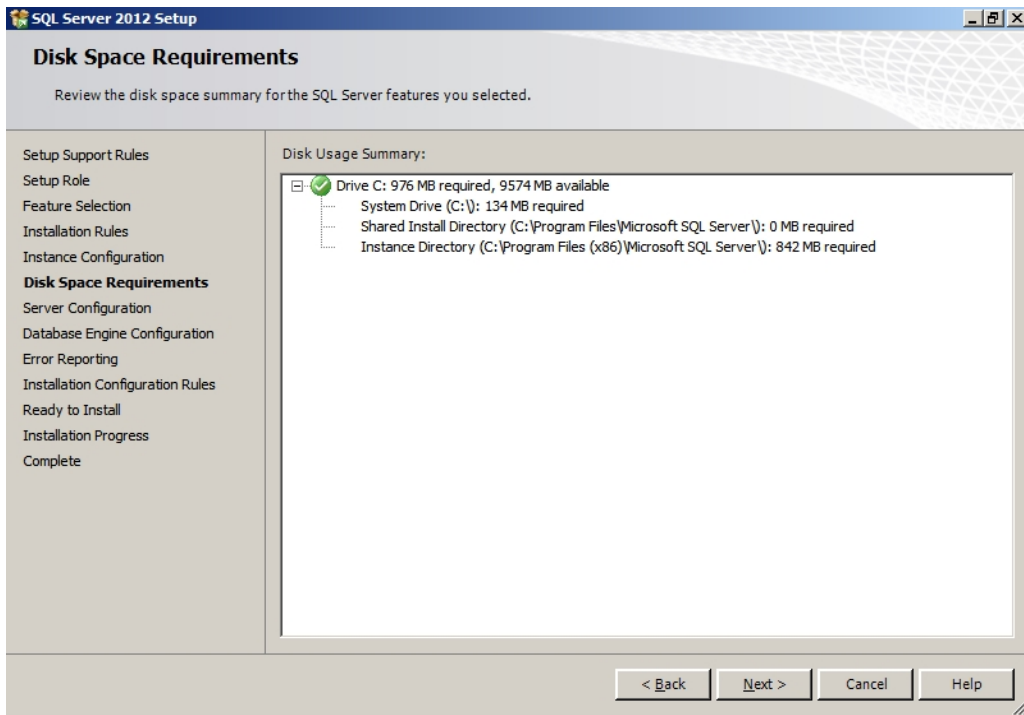 SQL Server 2012 Setup
Disk Space Requirements
Review the disk space summary for the SQL Server features you selected.
Setup Support Rules
Setup Role
Feature Selection
Installation Rules
Instance Configuration
Disk Space Requirements
Server Configuration
Database Engine Configuration
Error Reporting
Installation Configuration Rules
Ready to Install
Installation Progress
Complete
Disk Usage Summary:
Drive C: 976 MB required, 9574 MB available
System Drive (C:\): 134 MB required
Shared Install Directory (C:\Program Files\Microsoft SQL Server\): 0 MB required
Instance Directory (C:\Program Files (x86)\Microsoft SQL Server\): 842 MB required
< Back
Next >
Cancel
Help